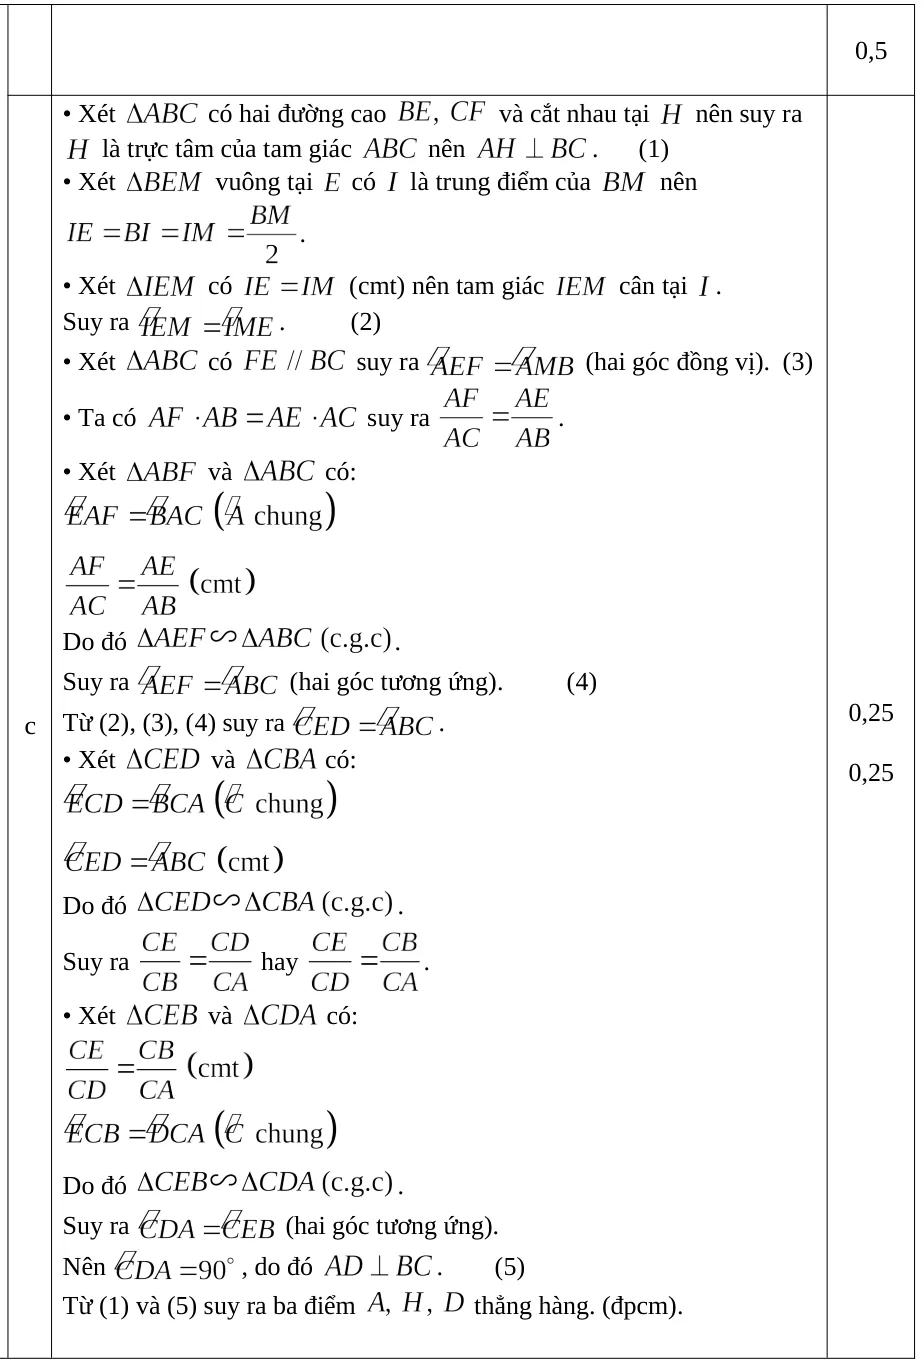 0,5
• Xét ΔABC có hai đường cao BE, CF và cắt nhau tại H nên suy ra
H là trực tâm của tam giác ABC nên AH ⊥ BC. (1)
• Xét ΔBEM vuông tại E có I là trung điểm của BM nên
IE = BI = IM = BM/2.
• Xét ΔIEM có IE = IM (cmt) nên tam giác IEM cân tại I.
Suy ra IEM = IME. (2)
• Xét ΔABC có FE // BC suy ra AEF = AMB (hai góc đồng vị). (3)
• Ta có AF · AB = AE · AC suy ra AF/AC = AE/AB.
• Xét ΔABF và ΔABC có:
EAF = BAC (A chung)
AF/AC = AE/AB (cmt)
Do đó ΔAEF ∽ ΔABC (c.g.c).
Suy ra AEF = ABC (hai góc tương ứng). (4)
c
Từ (2), (3), (4) suy ra CED = ABC.
0,25
• Xét ΔCED và ΔCBA có:
0,25
ECD = BCA (C chung)
CED = ABC (cmt)
Do đó ΔCED ∽ ΔCBA (c.g.c).
Suy ra CE/CB = CD/CA hay CE/CD = CB/CA.
• Xét ΔCEB và ΔCDA có:
CE/CD = CB/CA (cmt)
ECB = DCA (C chung)
Do đó ΔCEB ∽ ΔCDA (c.g.c).
Suy ra CDA = CEB (hai góc tương ứng).
Nên CDA = 90°, do đó AD ⊥ BC. (5)
Từ (1) và (5) suy ra ba điểm A, H, D thẳng hàng. (đpcm).